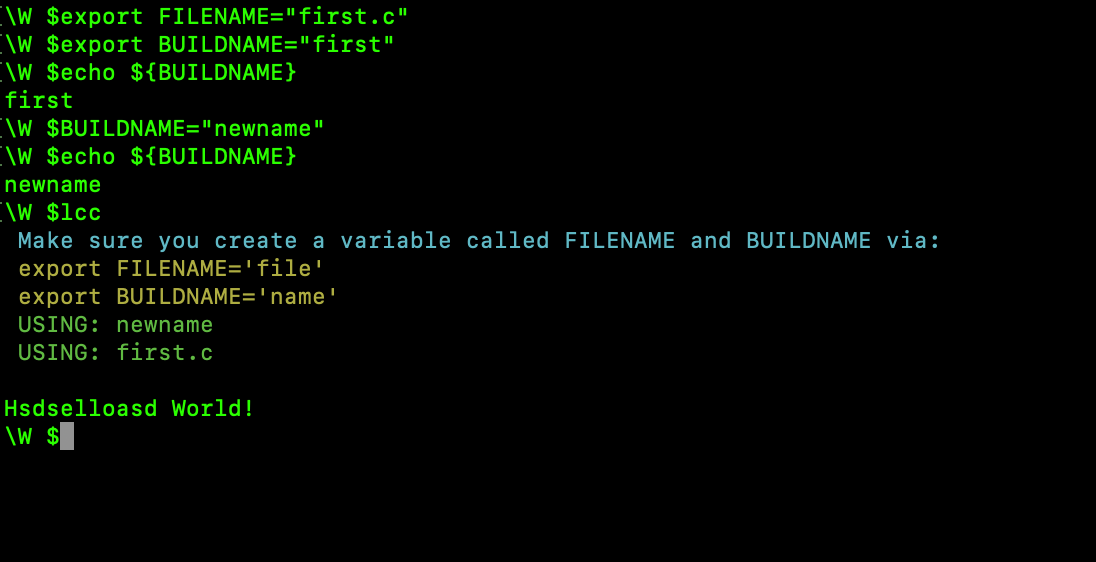 \W $export FILENAME="first.c"
\W $export BUILDNAME="first"
\W $echo ${BUILDNAME}
first
\W $BUILDNAME="newname"
\W $echo ${BUILDNAME}
newname
\W $lcc
Make sure you create a variable called FILENAME and BUILDNAME via:
export FILENAME='file'
export BUILDNAME='name'
USING: newname
USING: first.c
Hsdselloasd World!
\W $